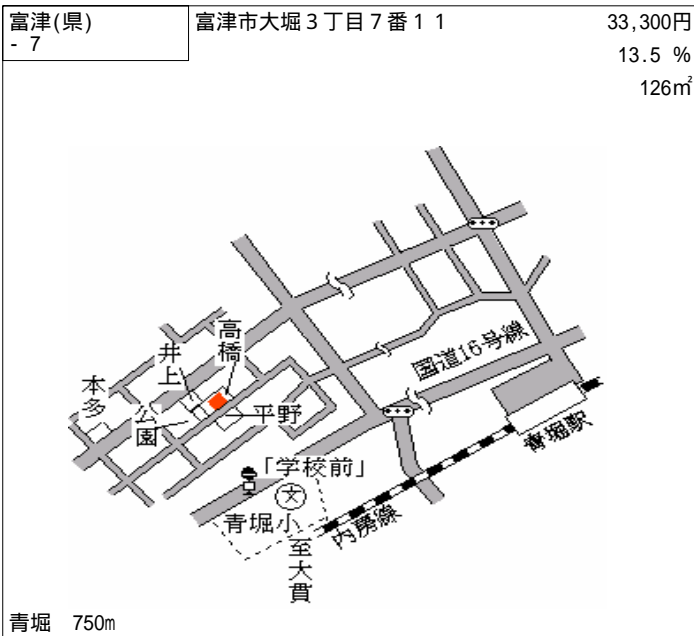 富津(県)
- 7
富津市大堀３丁目７番１１
33,300円
13.5 %
126㎡
高橋
井上
本多
公園
平野
国道16号線
青堀駅
「学校前」
文
青堀小
内房線
至大貫
青堀 750m